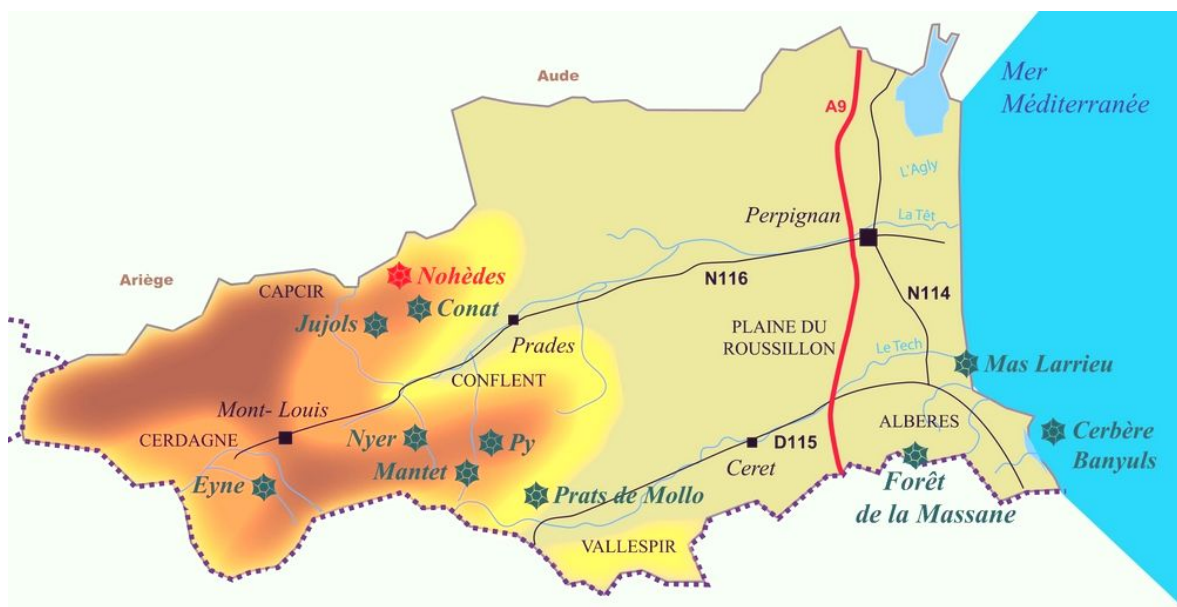 Mer
Méditerranée
Aude
A9
L'Agly
Perpignan
La Têt
Ariège
Nohèdes
CAPCIR
N116
N114
Conat
Jujols
PLAINE DU
ROUSSILLON
Prades
Le Tech
Mas Larrieu
CONFLENT
Mont- Louis
ALBERES
CERDAGNE
Nyer
Py
D115
Cerbère
Banyuls
Mantet
Ceret
Eyne
Prats de Mollo
Forêt
de la Massane
VALLESPIR